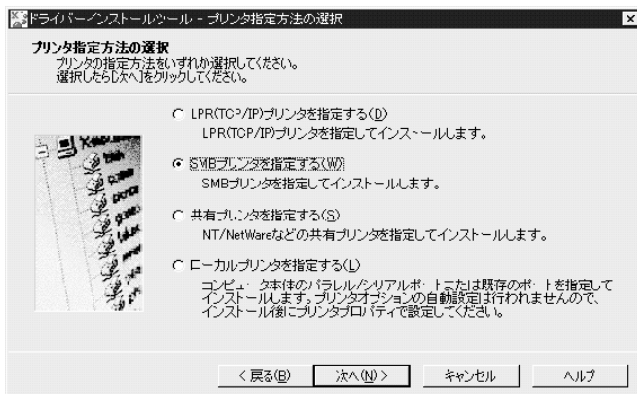 ドライバーインストールツール - プリンタ指定方法の選択
プリンタ指定方法の選択
プリンタの指定方法をいずれか選択してください。
選択したら[次へ]をクリックしてください。
LPR(TCP/IP)プリンタを指定する(D)
LPR(TCP/IP)プリンタを指定してインストールします。
SMBプリンタを指定する(W)
SMBプリンタを指定してインストールします。
共有プリンタを指定する(S)
NT/NetWareなどの共有プリンタを指定してインストールします。
ローカルプリンタを指定する(L)
コンピュータ本体のパラレル/シリアルポートまたは既存のポートを指定して
インストールします。プリンタオプションの自動設定は行われませんので、
インストール後にプリンタプロパティで設定してください。
< 戻る(B)
次へ(N) >
キャンセル
ヘルプ